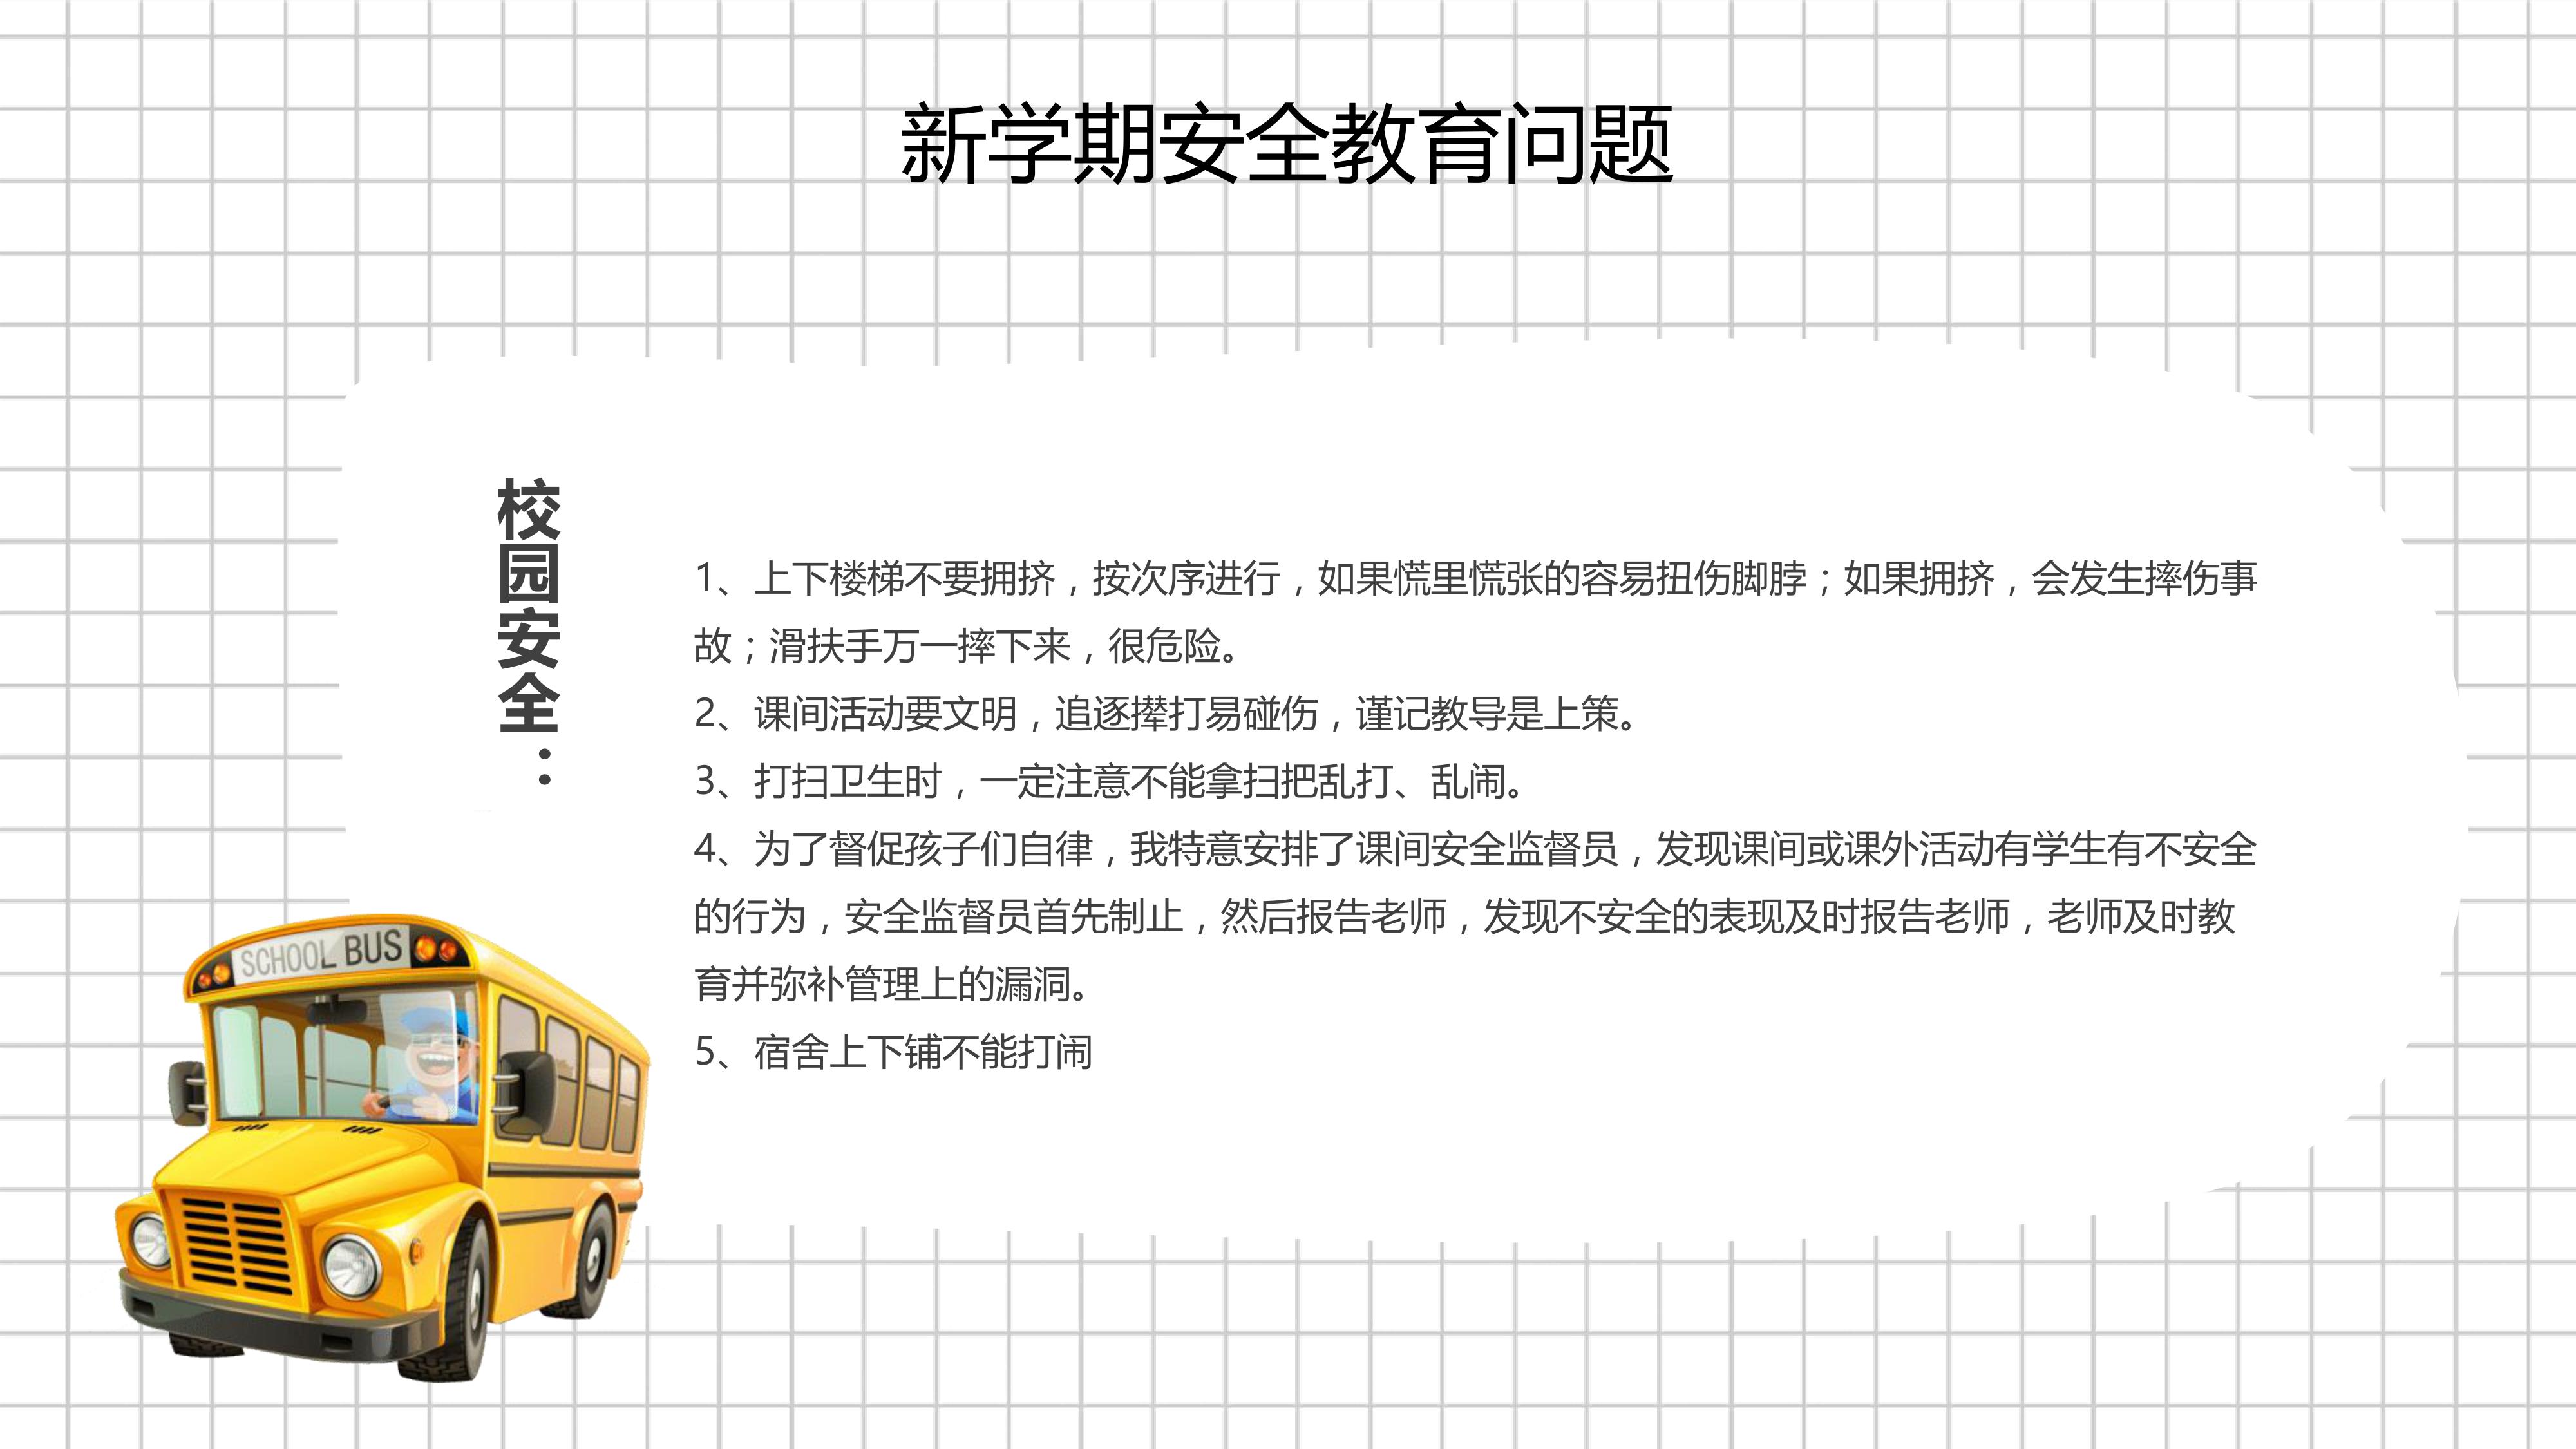 新学期安全教育问题
校园安全：
1、上下楼梯不要拥挤，按次序进行，如果慌里慌张的容易扭伤脚脖；如果拥挤，会发生摔伤事
故；滑扶手万一摔下来，很危险。
2、课间活动要文明，追逐撵打易碰伤，谨记教导是上策。
3、打扫卫生时，一定注意不能拿扫把乱打、乱闹。
4、为了督促孩子们自律，我特意安排了课间安全监督员，发现课间或课外活动有学生有不安全
的行为，安全监督员首先制止，然后报告老师，发现不安全的表现及时报告老师，老师及时教
育并弥补管理上的漏洞。
5、宿舍上下铺不能打闹
SCHOOL BUS